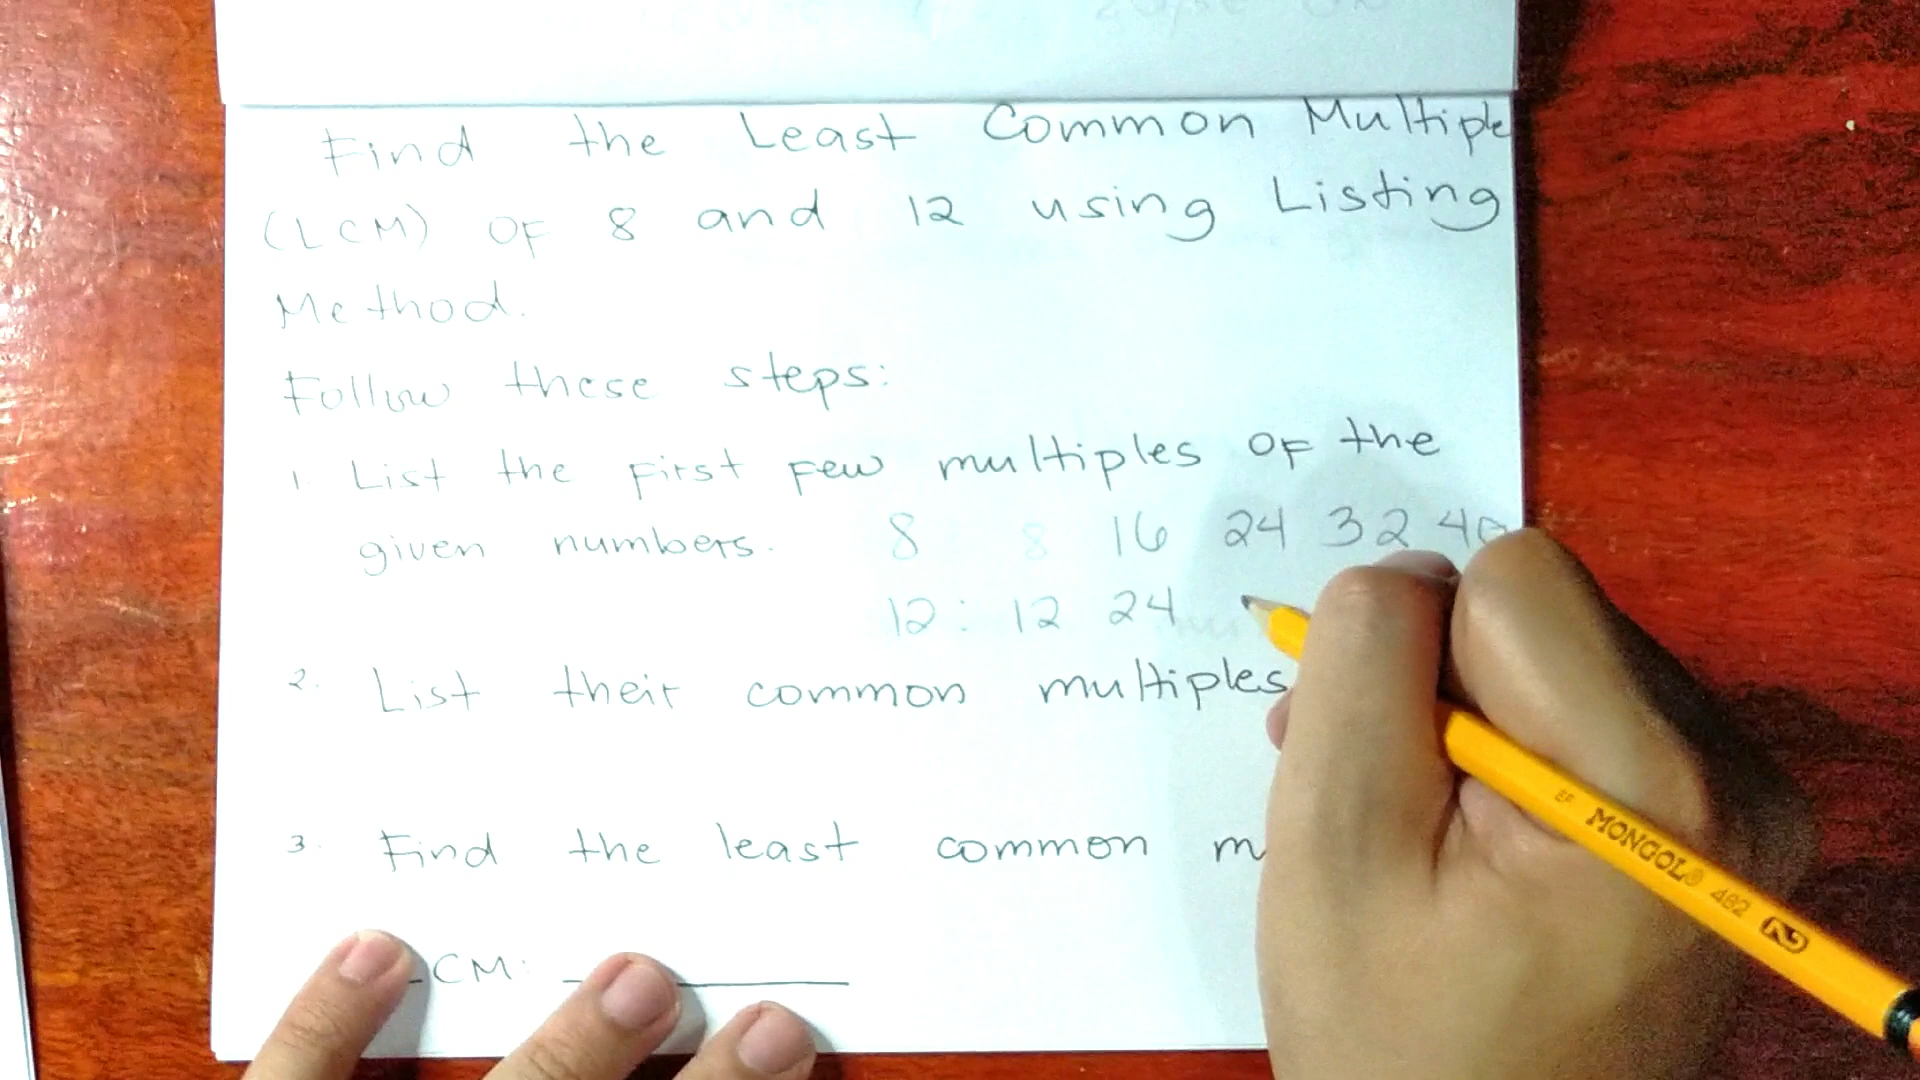 Find the Least Common Multiple
(LCM) OF 8 and 12 using Listing
Method.
Follow these steps:
1. List the first few multiples of the
given numbers. 8 8 16 24 32 40
12: 12 24
2. List their common multiples
3. Find the least common m
LCM:
MONGOL® 482 2